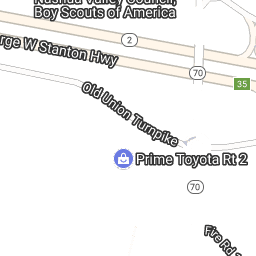 Nashua Valley Council,
Boy Scouts of America
2
rge W Stanton Hwy
70
35
Old Union Turnpike
Prime Toyota Rt 2
70
Fire Rd